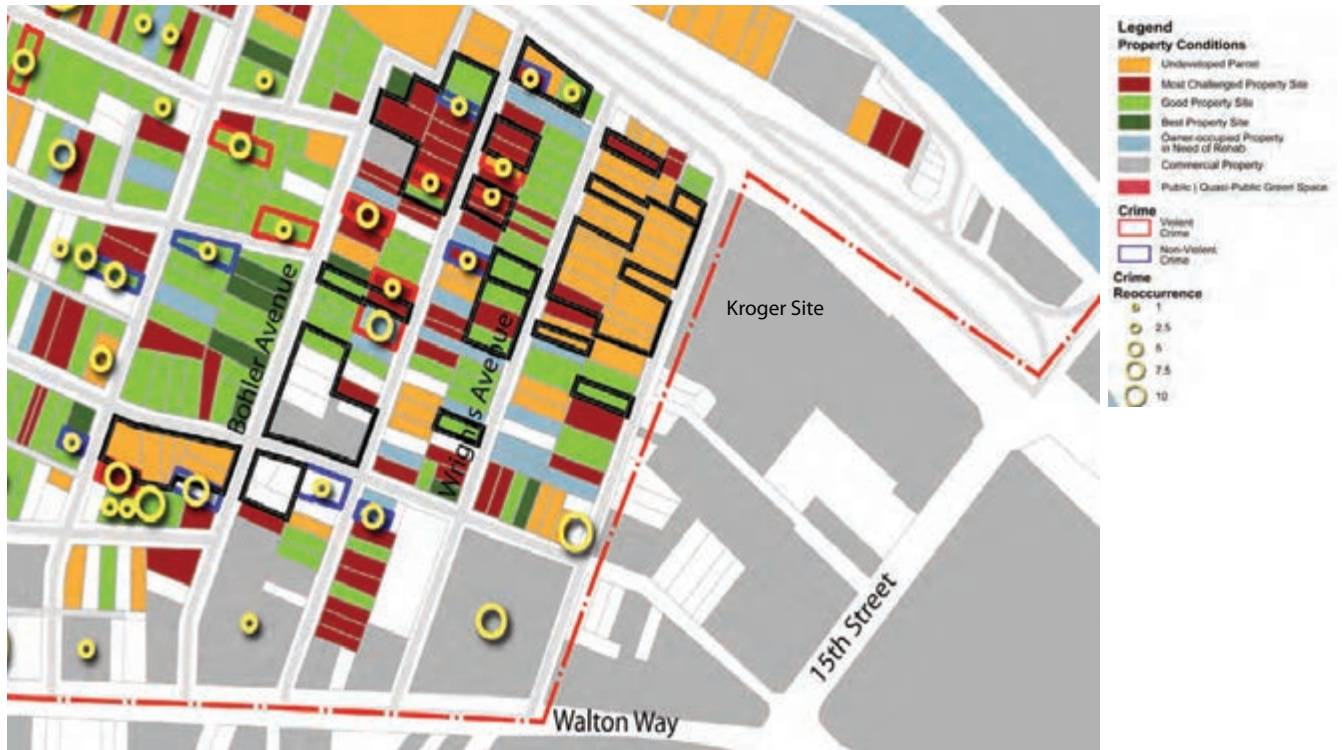 Legend
Property Conditions
Undeveloped Parcel
Most Challenged Property Site
Good Property Site
Best Property Site
Owner-occupied Property
in Need of Rehab
Commercial Property
Public | Quasi-Public Green Space
Crime
Violent
Crime
Non-Violent
Crime
Crime
Reoccurrence
1
2.5
5
7.5
10
Bohler Avenue
Wrights Avenue
Kroger Site
15th Street
Walton Way